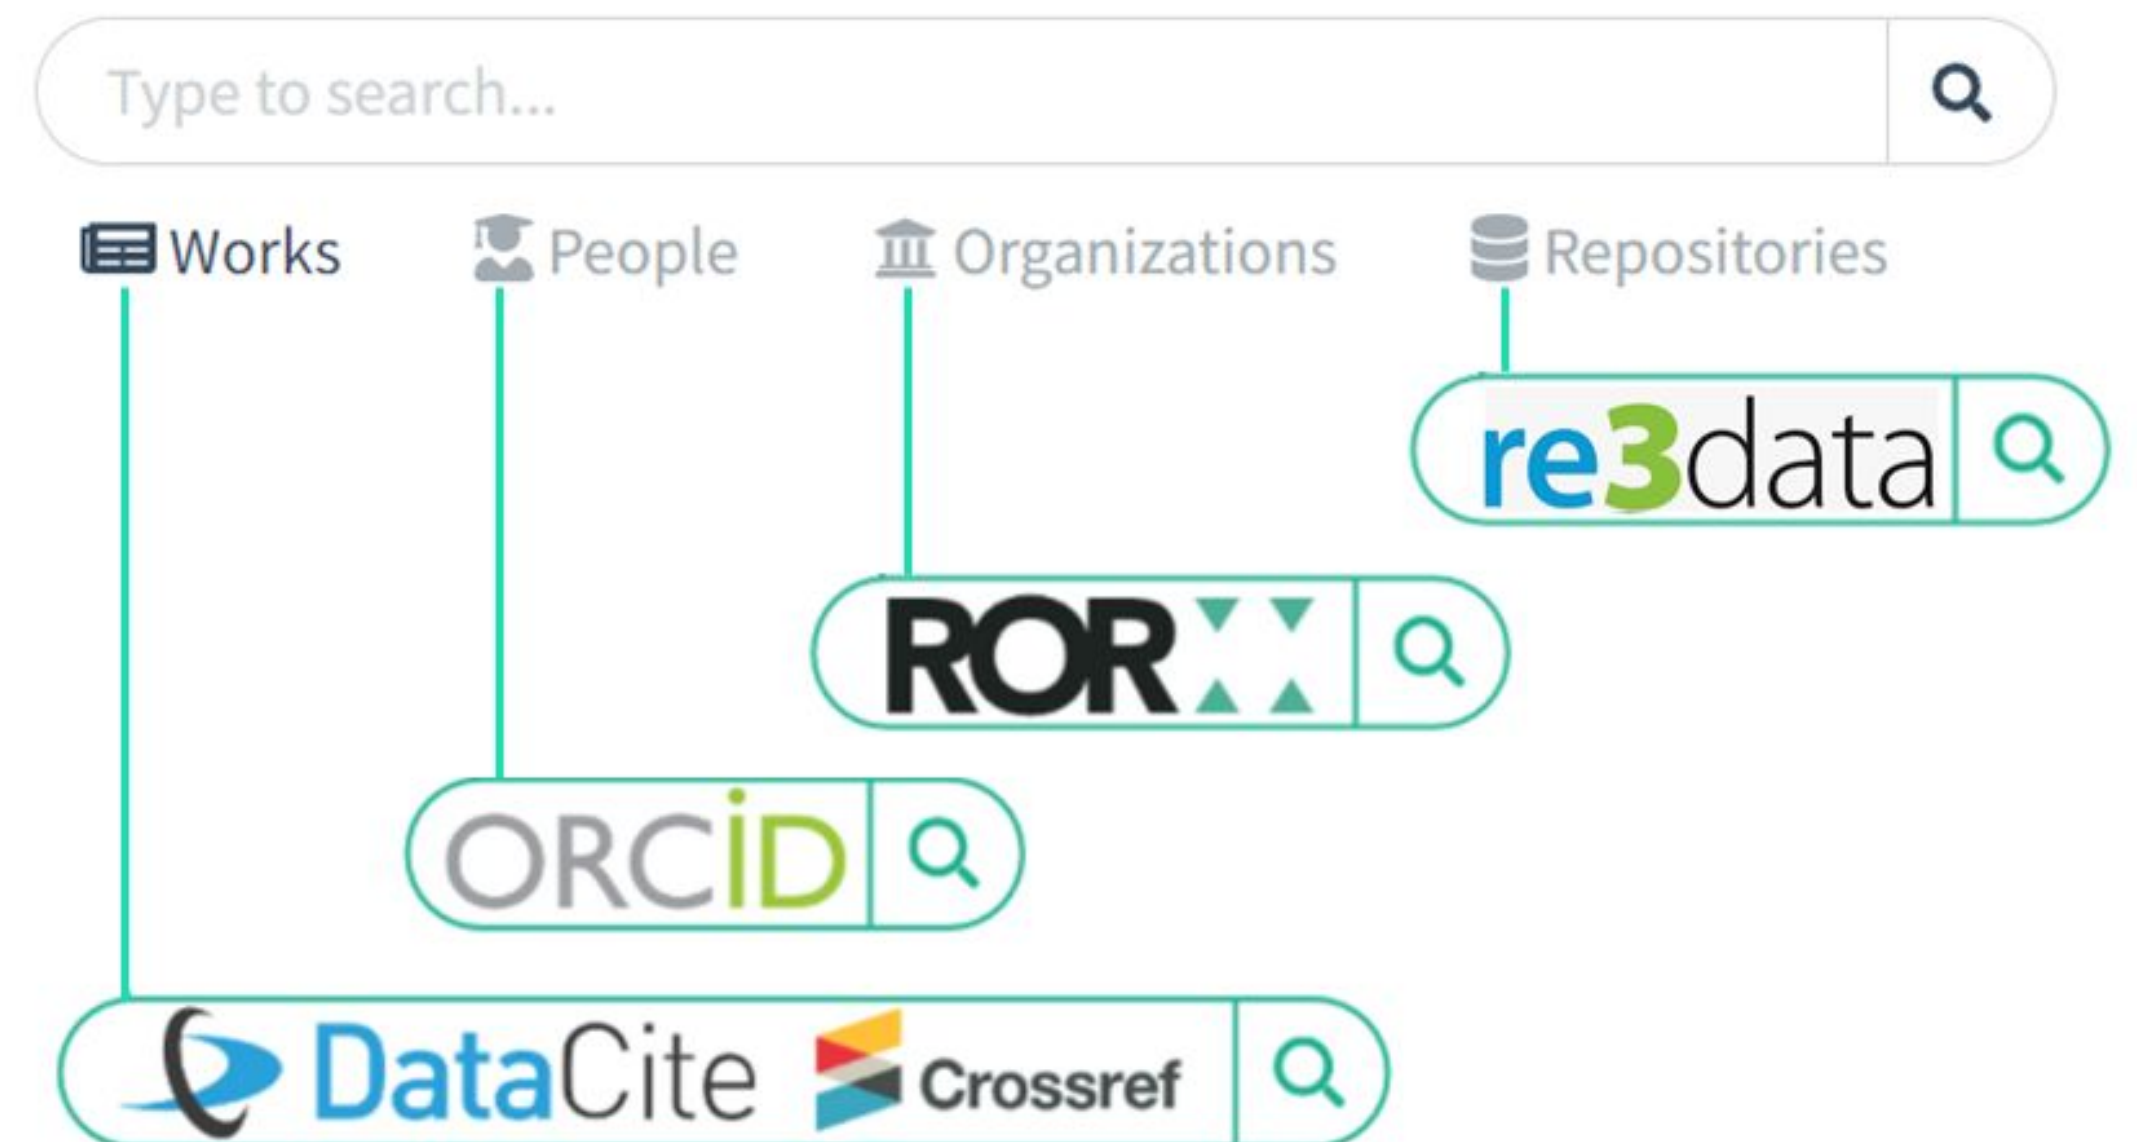 Type to search...
Works People Organizations Repositories
re3data
ROR
ORCiD
DataCite Crossref